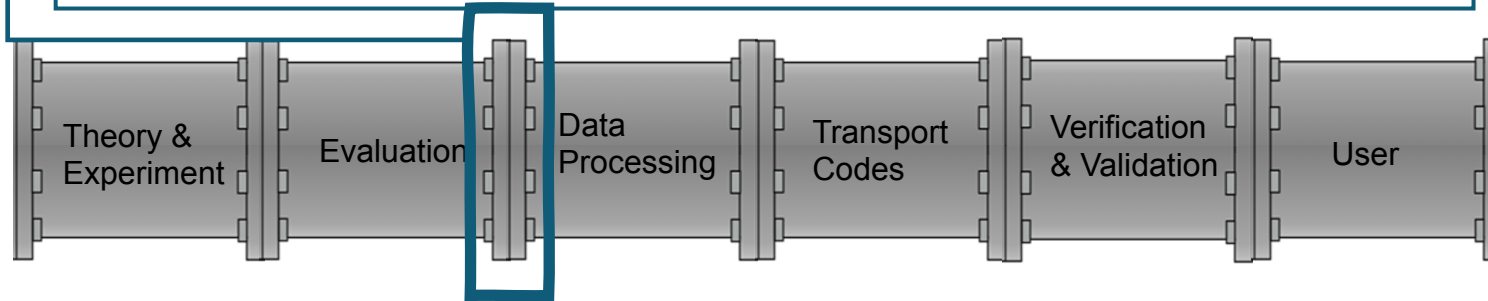 Theory &
Experiment
Evaluation
Data
Processing
Transport
Codes
Verification
& Validation
User